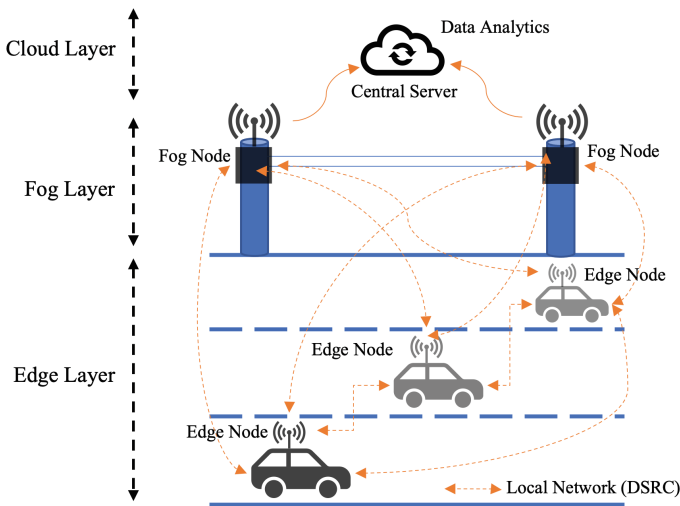 Cloud Layer
Data Analytics
Central Server
Fog Node
Fog Node
Fog Layer
Edge Node
Edge Node
Edge Layer
Edge Node
Local Network (DSRC)